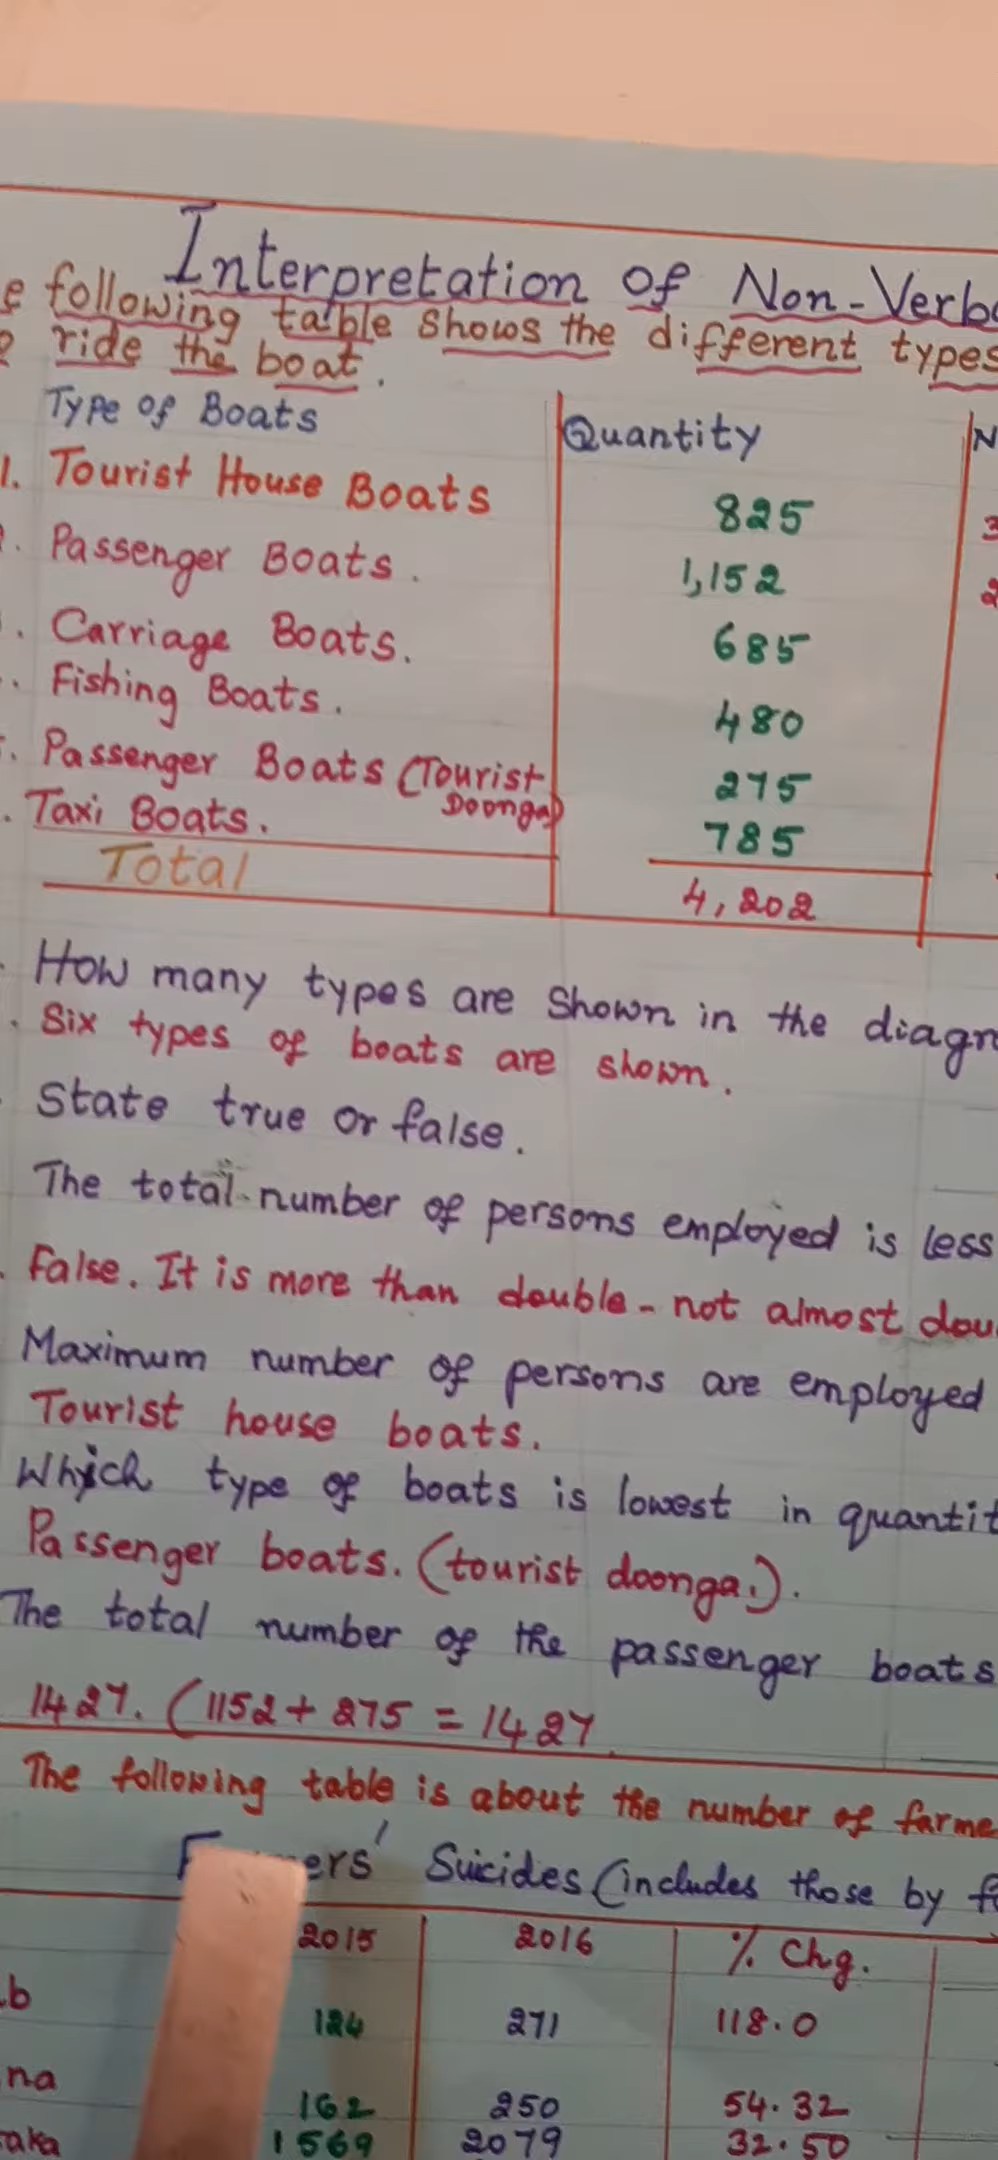 Interpretation of Non-Verb
e following table shows the different types
ride the boat.
Type of Boats Quantity N
1. Tourist House Boats 825 3
. Passenger Boats. 1,152 2
. Carriage Boats. 685
. Fishing Boats. 480
. Passenger Boats (Tourist Doonga) 275
. Taxi Boats. 785
Total 4,202
How many types are shown in the diagr
Six types of boats are shown.
State true or false.
The total number of persons employed is less
False. It is more than double - not almost dou
Maximum number of persons are employed
Tourist house boats.
Which type of boats is lowest in quantit
Passenger boats. (tourist doonga.).
The total number of the passenger boats
1427. (1152 + 275 = 1427
The following table is about the number of farme
F ers' Suicides (includes those by f
2015 2016 % Chg.
b 124 271 118.0
na 162 250 54.32
aka 1569 2079 32.50